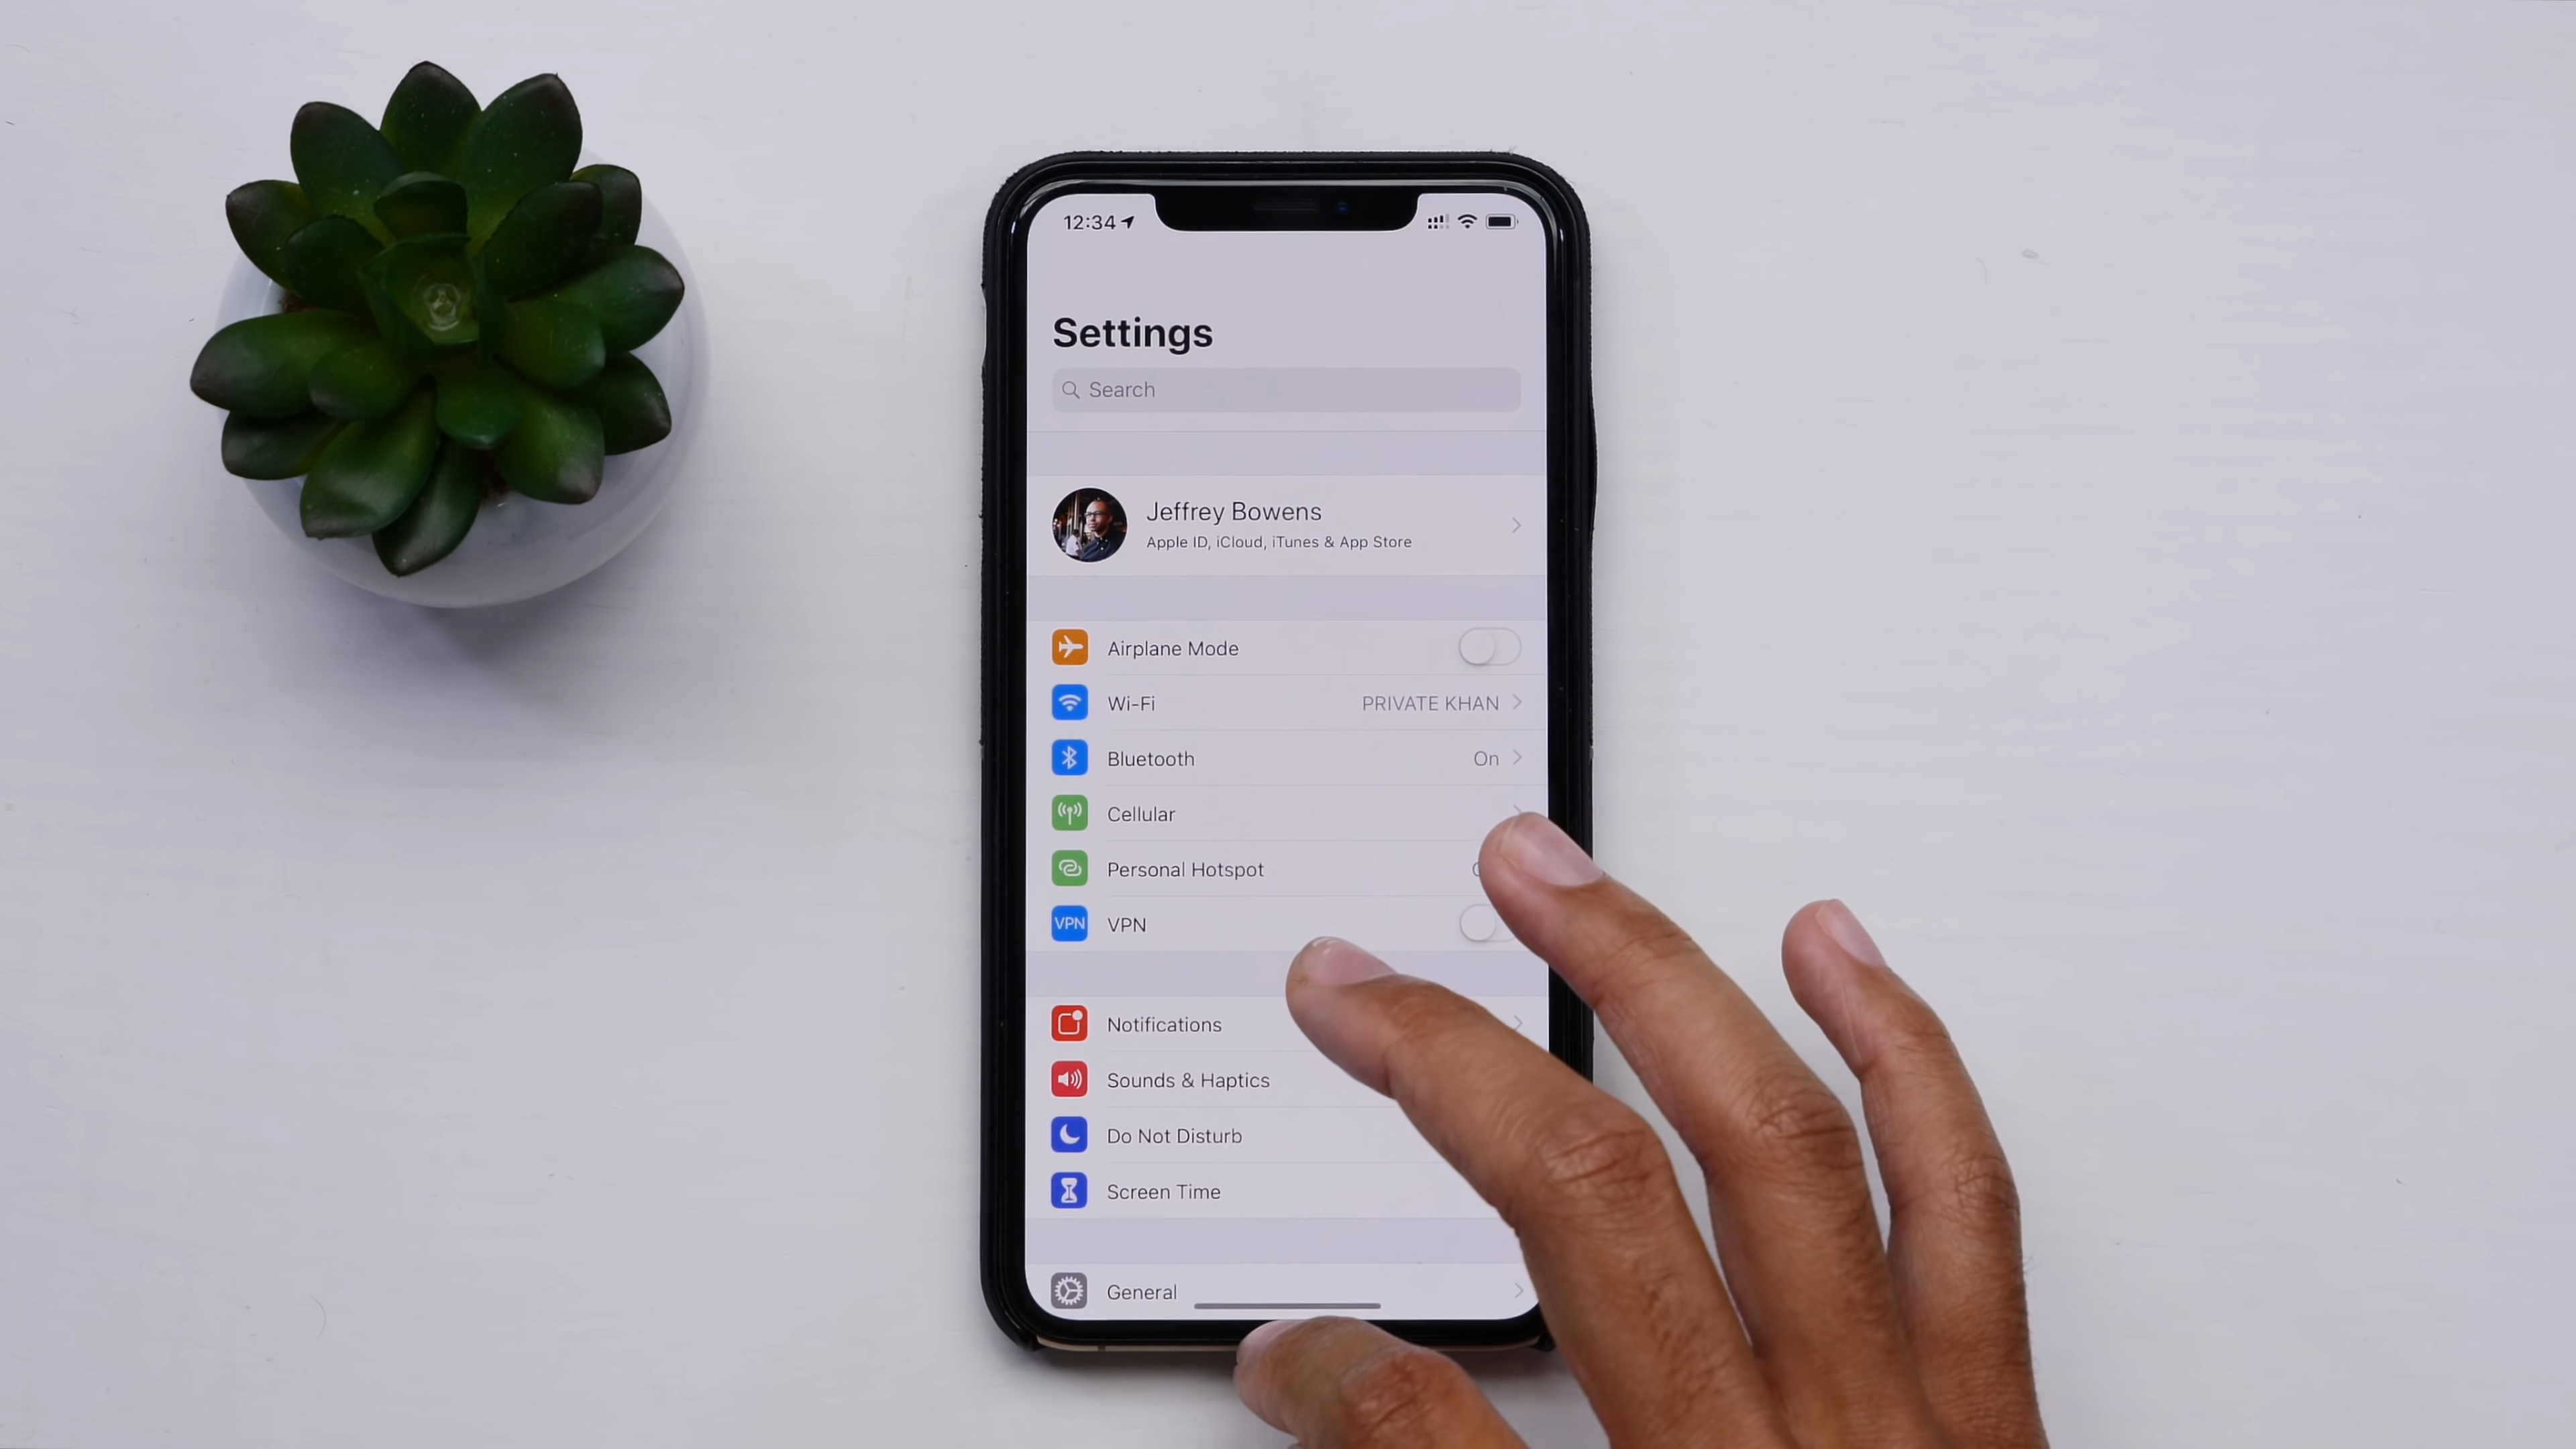 12:34
Settings
Search
Jeffrey Bowens
Apple ID, iCloud, iTunes & App Store
Airplane Mode
Wi-Fi PRIVATE KHAN
Bluetooth On
Cellular
Personal Hotspot
VPN VPN
Notifications
Sounds & Haptics
Do Not Disturb
Screen Time
General